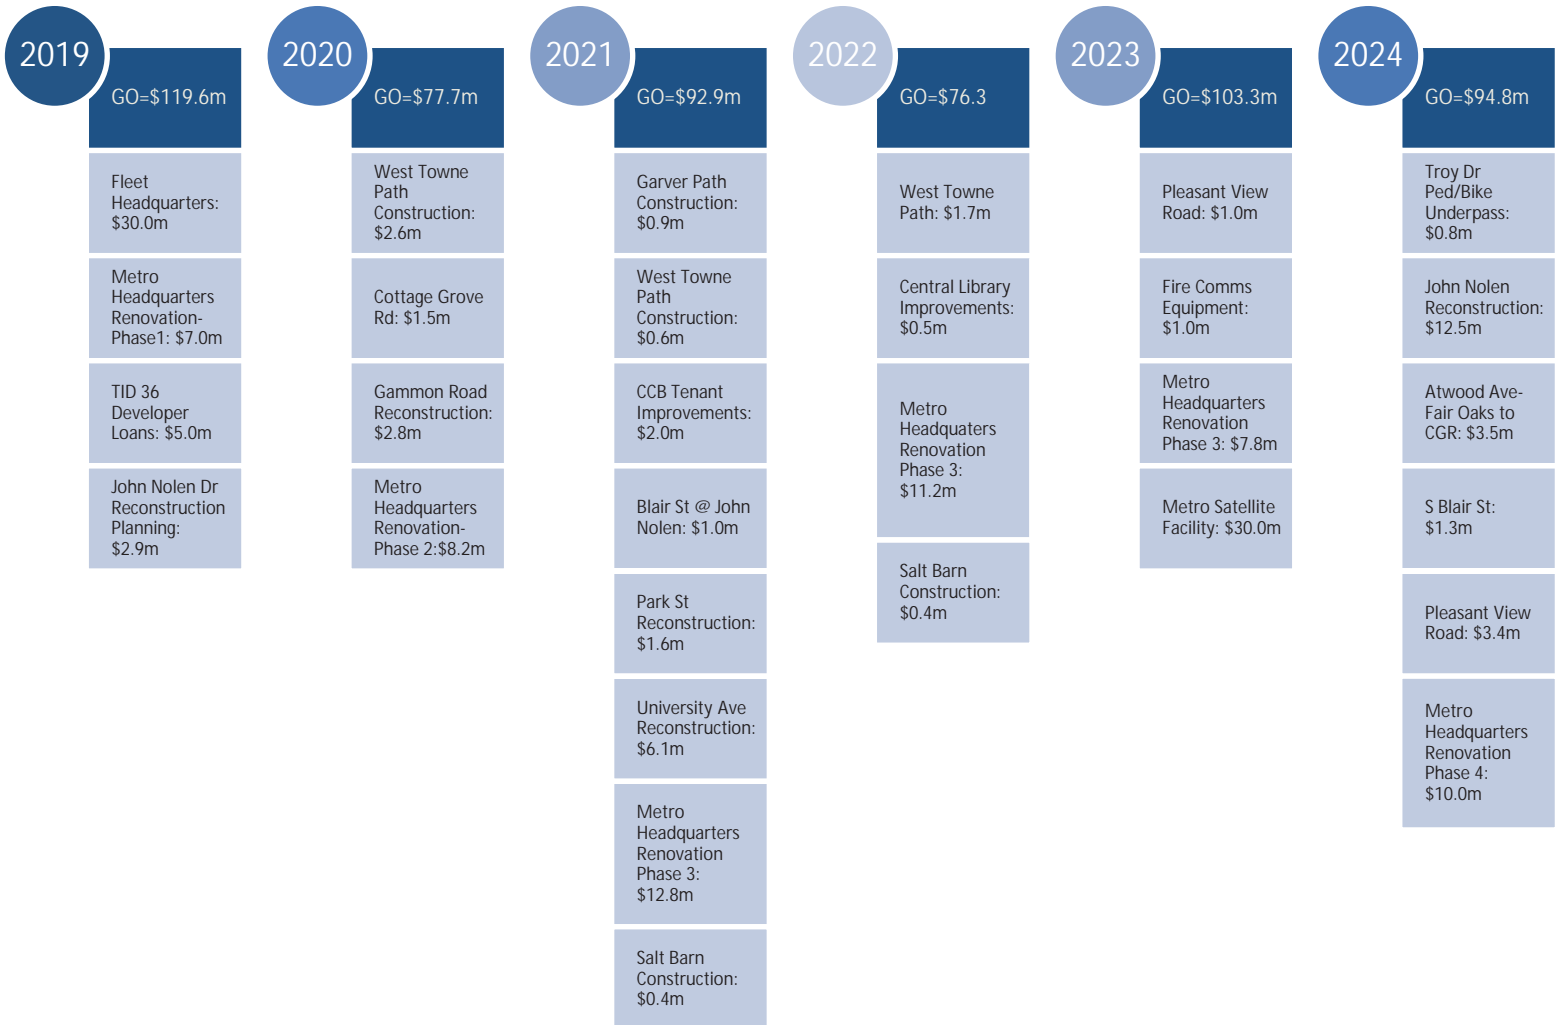 2019
GO=$119.6m
Fleet
Headquarters:
$30.0m
Metro
Headquarters
Renovation-
Phase1: $7.0m
TID 36
Developer
Loans: $5.0m
John Nolen Dr
Reconstruction
Planning:
$2.9m
2020
GO=$77.7m
West Towne
Path
Construction:
$2.6m
Cottage Grove
Rd: $1.5m
Gammon Road
Reconstruction:
$2.8m
Metro
Headquarters
Renovation-
Phase 2:$8.2m
2021
GO=$92.9m
Garver Path
Construction:
$0.9m
West Towne
Path
Construction:
$0.6m
CCB Tenant
Improvements:
$2.0m
Blair St @ John
Nolen: $1.0m
Park St
Reconstruction:
$1.6m
University Ave
Reconstruction:
$6.1m
Metro
Headquarters
Renovation
Phase 3:
$12.8m
Salt Barn
Construction:
$0.4m
2022
GO=$76.3
West Towne
Path: $1.7m
Central Library
Improvements:
$0.5m
Metro
Headquaters
Renovation
Phase 3:
$11.2m
Salt Barn
Construction:
$0.4m
2023
GO=$103.3m
Pleasant View
Road: $1.0m
Fire Comms
Equipment:
$1.0m
Metro
Headquarters
Renovation
Phase 3: $7.8m
Metro Satellite
Facility: $30.0m
2024
GO=$94.8m
Troy Dr
Ped/Bike
Underpass:
$0.8m
John Nolen
Reconstruction:
$12.5m
Atwood Ave-
Fair Oaks to
CGR: $3.5m
S Blair St:
$1.3m
Pleasant View
Road: $3.4m
Metro
Headquarters
Renovation
Phase 4:
$10.0m